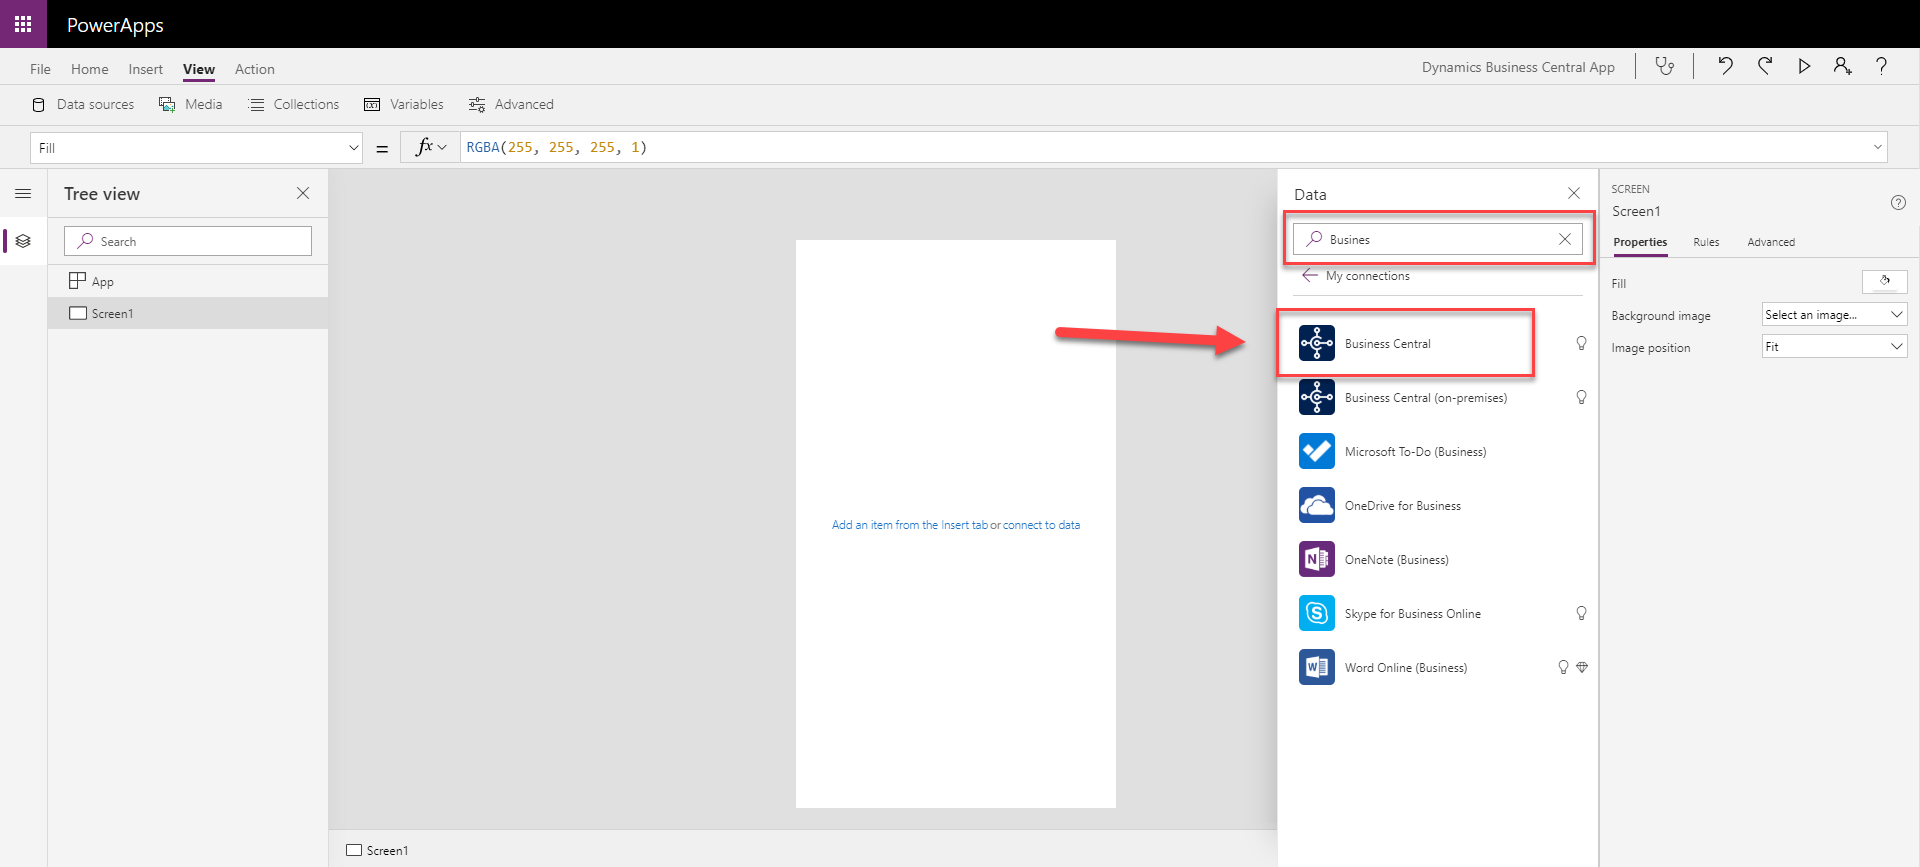 PowerApps
File Home Insert View Action
Dynamics Business Central App
Data sources Media Collections Variables Advanced
Fill = fx RGBA(255, 255, 255, 1)
Tree view
Search
App
Screen1
Add an item from the Insert tab or connect to data
Screen1
Data
Busines
My connections
Business Central
Business Central (on-premises)
Microsoft To-Do (Business)
OneDrive for Business
OneNote (Business)
Skype for Business Online
Word Online (Business)
SCREEN
Screen1
Properties Rules Advanced
Fill
Background image Select an image...
Image position Fit